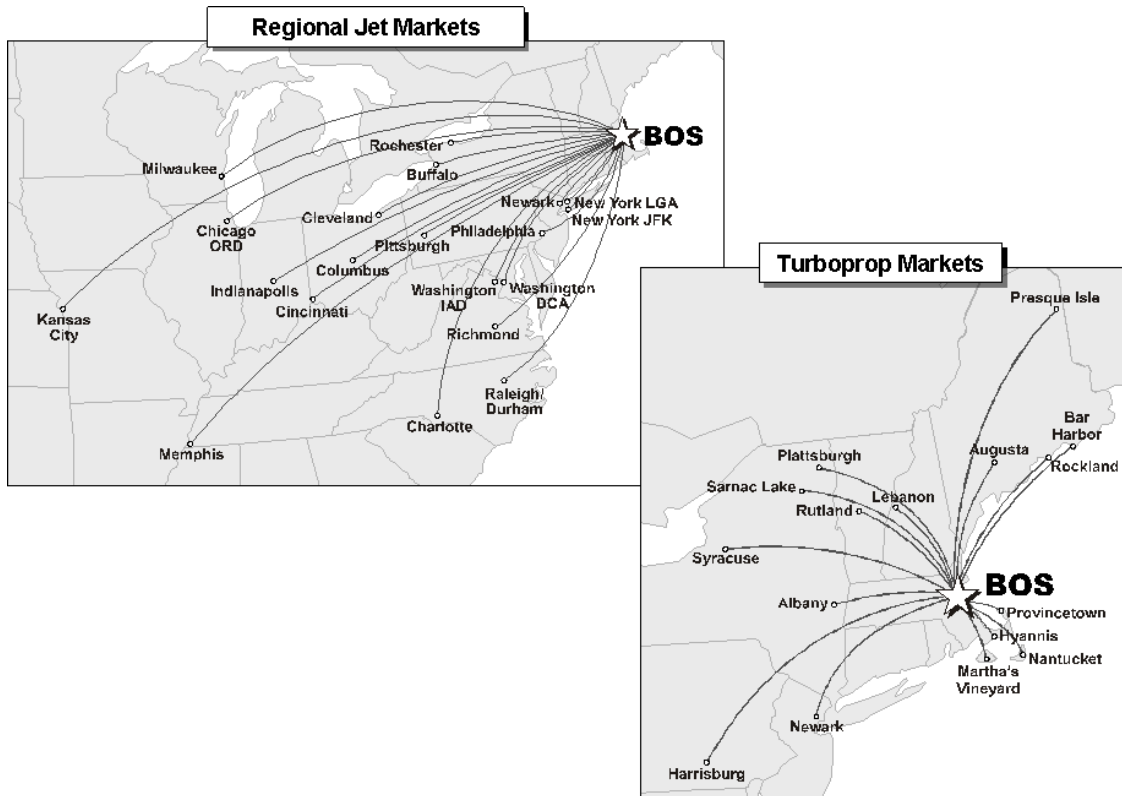 Regional Jet Markets
BOS
Rochester
Milwaukee
Buffalo
Newark
New York LGA
New York JFK
Cleveland
Chicago
ORD
Philadelphia
Pittsburgh
Columbus
Indianapolis
Washington
IAD
Washington
DCA
Cincinnati
Kansas
City
Richmond
Raleigh/
Durham
Charlotte
Memphis
Turboprop Markets
Presque Isle
Bar
Harbor
Augusta
Rockland
Plattsburgh
Sarnac Lake
Lebanon
Rutland
Syracuse
BOS
Albany
Provincetown
Hyannis
Nantucket
Martha's
Vineyard
Newark
Harrisburg